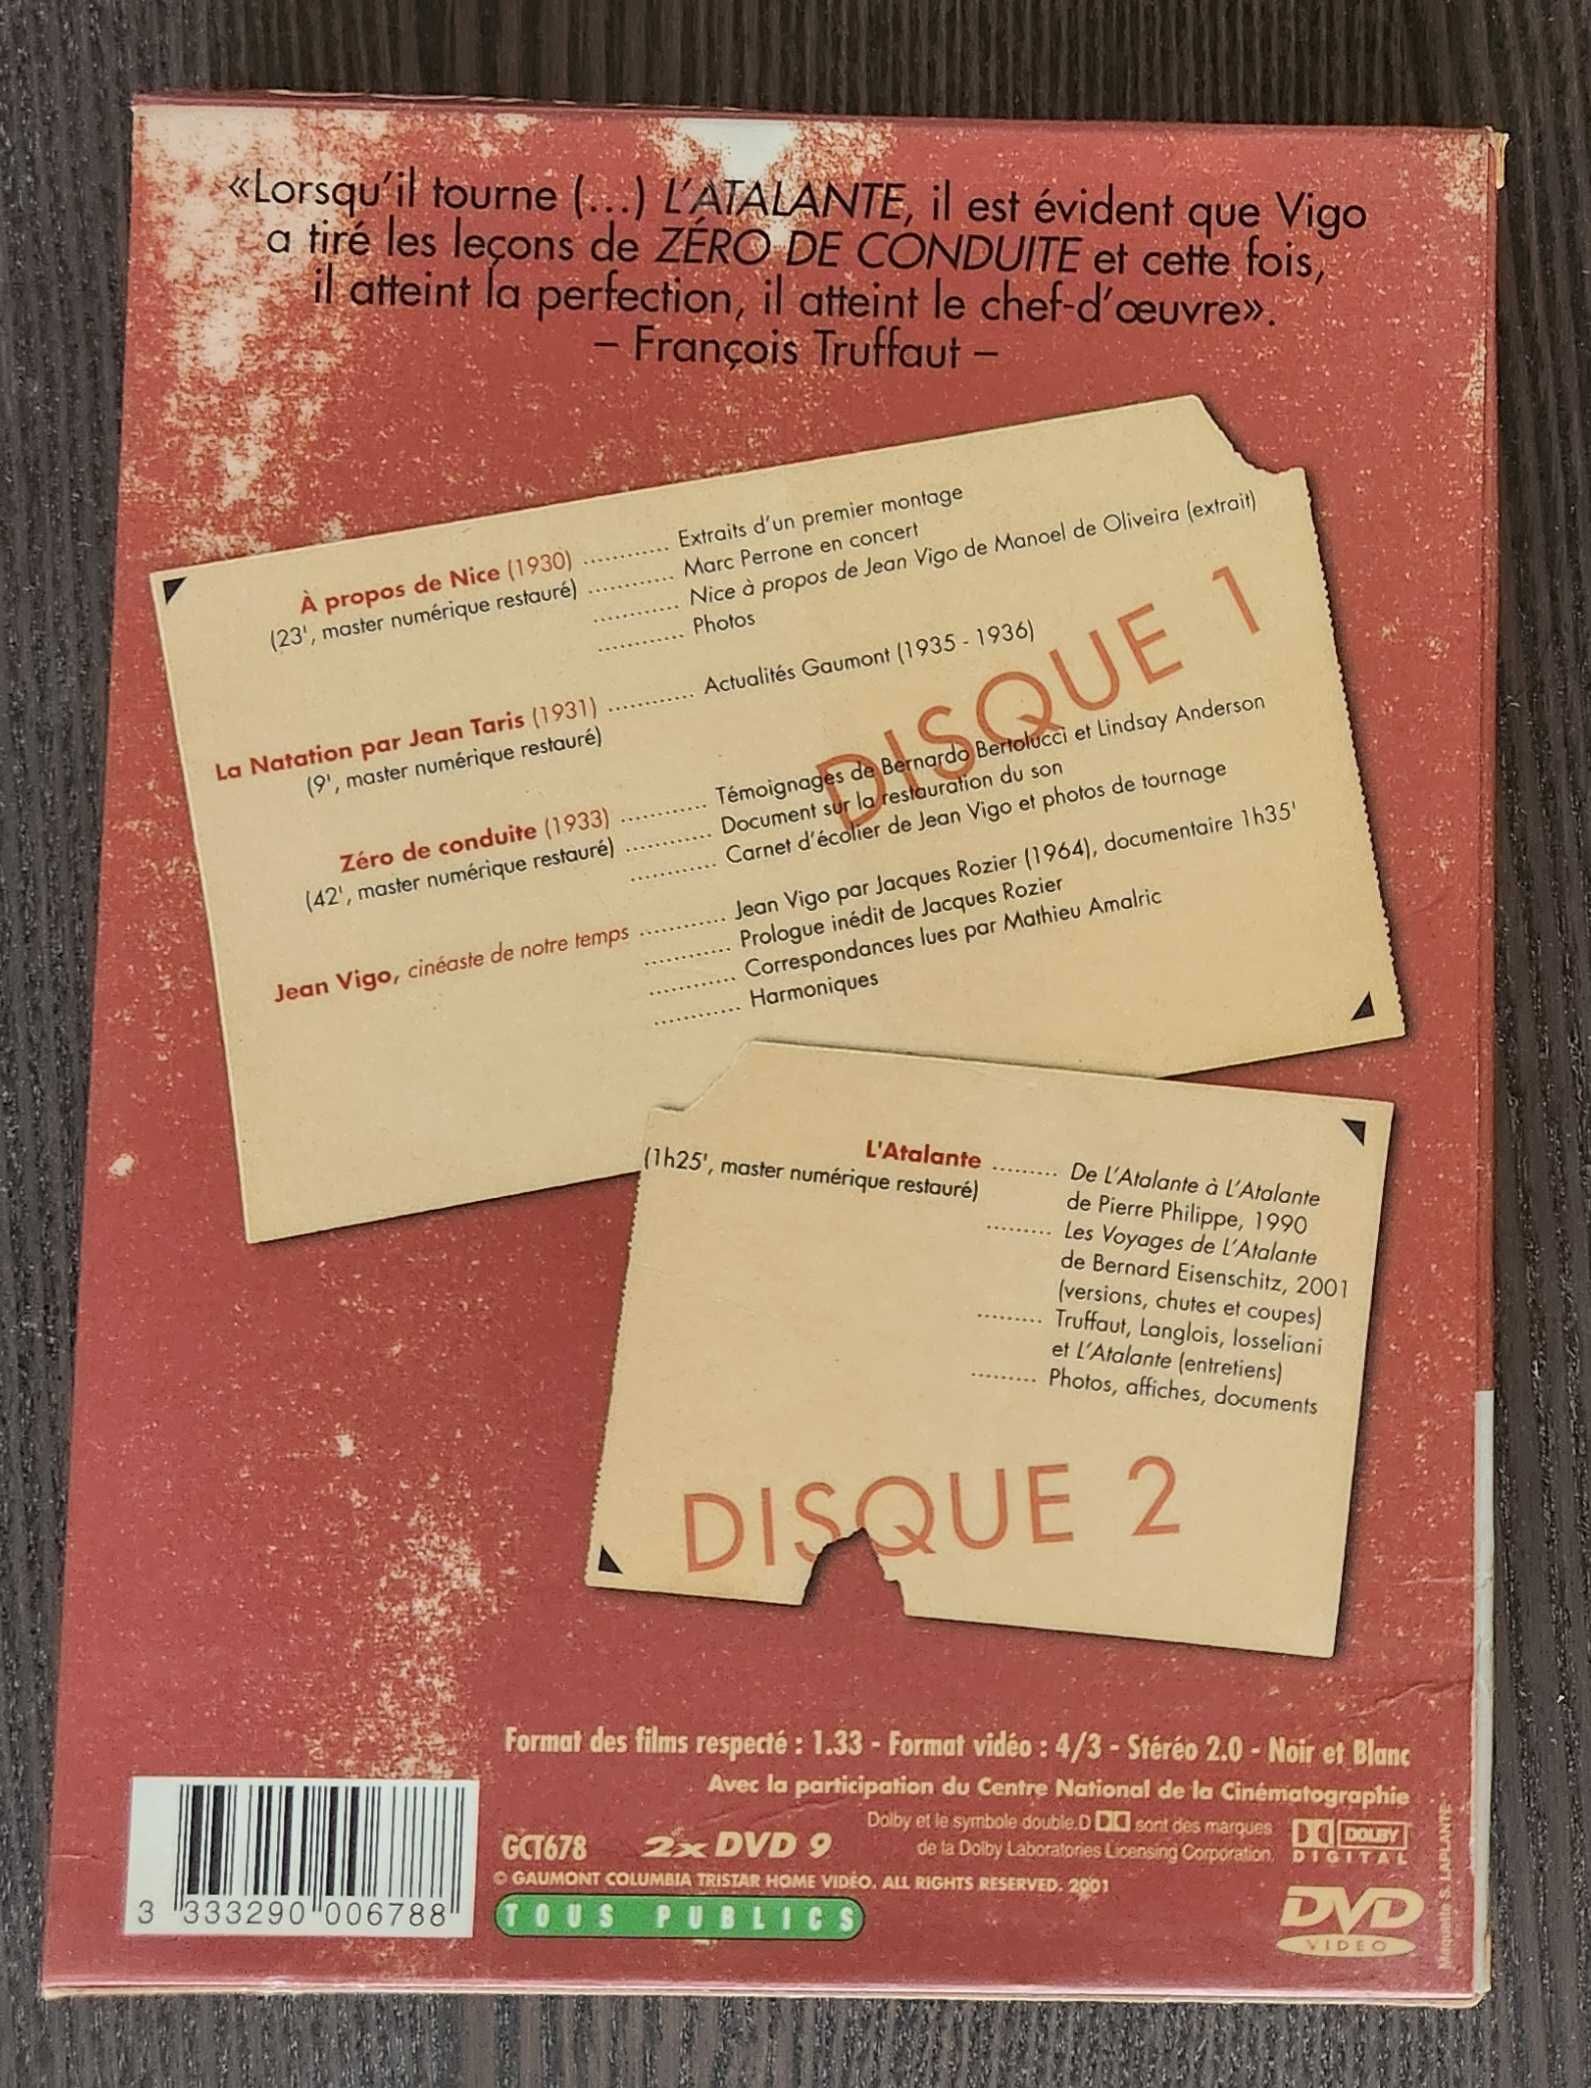 «Lorsqu'il tourne (...) L'ATALANTE, il est évident que Vigo
a tiré les leçons de ZÉRO DE CONDUITE et cette fois,
il atteint la perfection, il atteint le chef-d'œuvre».
– François Truffaut –
À propos de Nice (1930) ............ Extraits d'un premier montage
(23', master numérique restauré) ............ Marc Perrone en concert
............ Nice à propos de Jean Vigo de Manoel de Oliveira (extrait)
............ Photos
La Natation par Jean Taris (1931) ............ Actualités Gaumont (1935 - 1936)
(9', master numérique restauré)
DISQUE 1
Zéro de conduite (1933) ............ Témoignages de Bernardo Bertolucci et Lindsay Anderson
(42', master numérique restauré) ............ Document sur la restauration du son
............ Carnet d'écolier de Jean Vigo et photos de tournage
Jean Vigo, cinéaste de notre temps ............ Jean Vigo par Jacques Rozier (1964), documentaire 1h35'
............ Prologue inédit de Jacques Rozier
............ Correspondances lues par Mathieu Amalric
............ Harmoniques
L'Atalante ......... De L'Atalante à L'Atalante
(1h25', master numérique restauré) de Pierre Philippe, 1990
......... Les Voyages de L'Atalante
de Bernard Eisenschitz, 2001
(versions, chutes et coupes)
......... Truffaut, Langlois, Iosseliani
et L'Atalante (entretiens)
......... Photos, affiches, documents
DISQUE 2
Format des films respecté : 1.33 - Format vidéo : 4/3 - Stéréo 2.0 - Noir et Blanc
Avec la participation du Centre National de la Cinématographie
Dolby et le symbole double.D sont des marques
de la Dolby Laboratories Licensing Corporation.
DOLBY
DIGITAL
GCT678 2x DVD 9
© GAUMONT COLUMBIA TRISTAR HOME VIDÉO. ALL RIGHTS RESERVED. 2001
TOUS PUBLICS
DVD
VIDEO
3 333290 006788
Maquette S. LAPLANTE